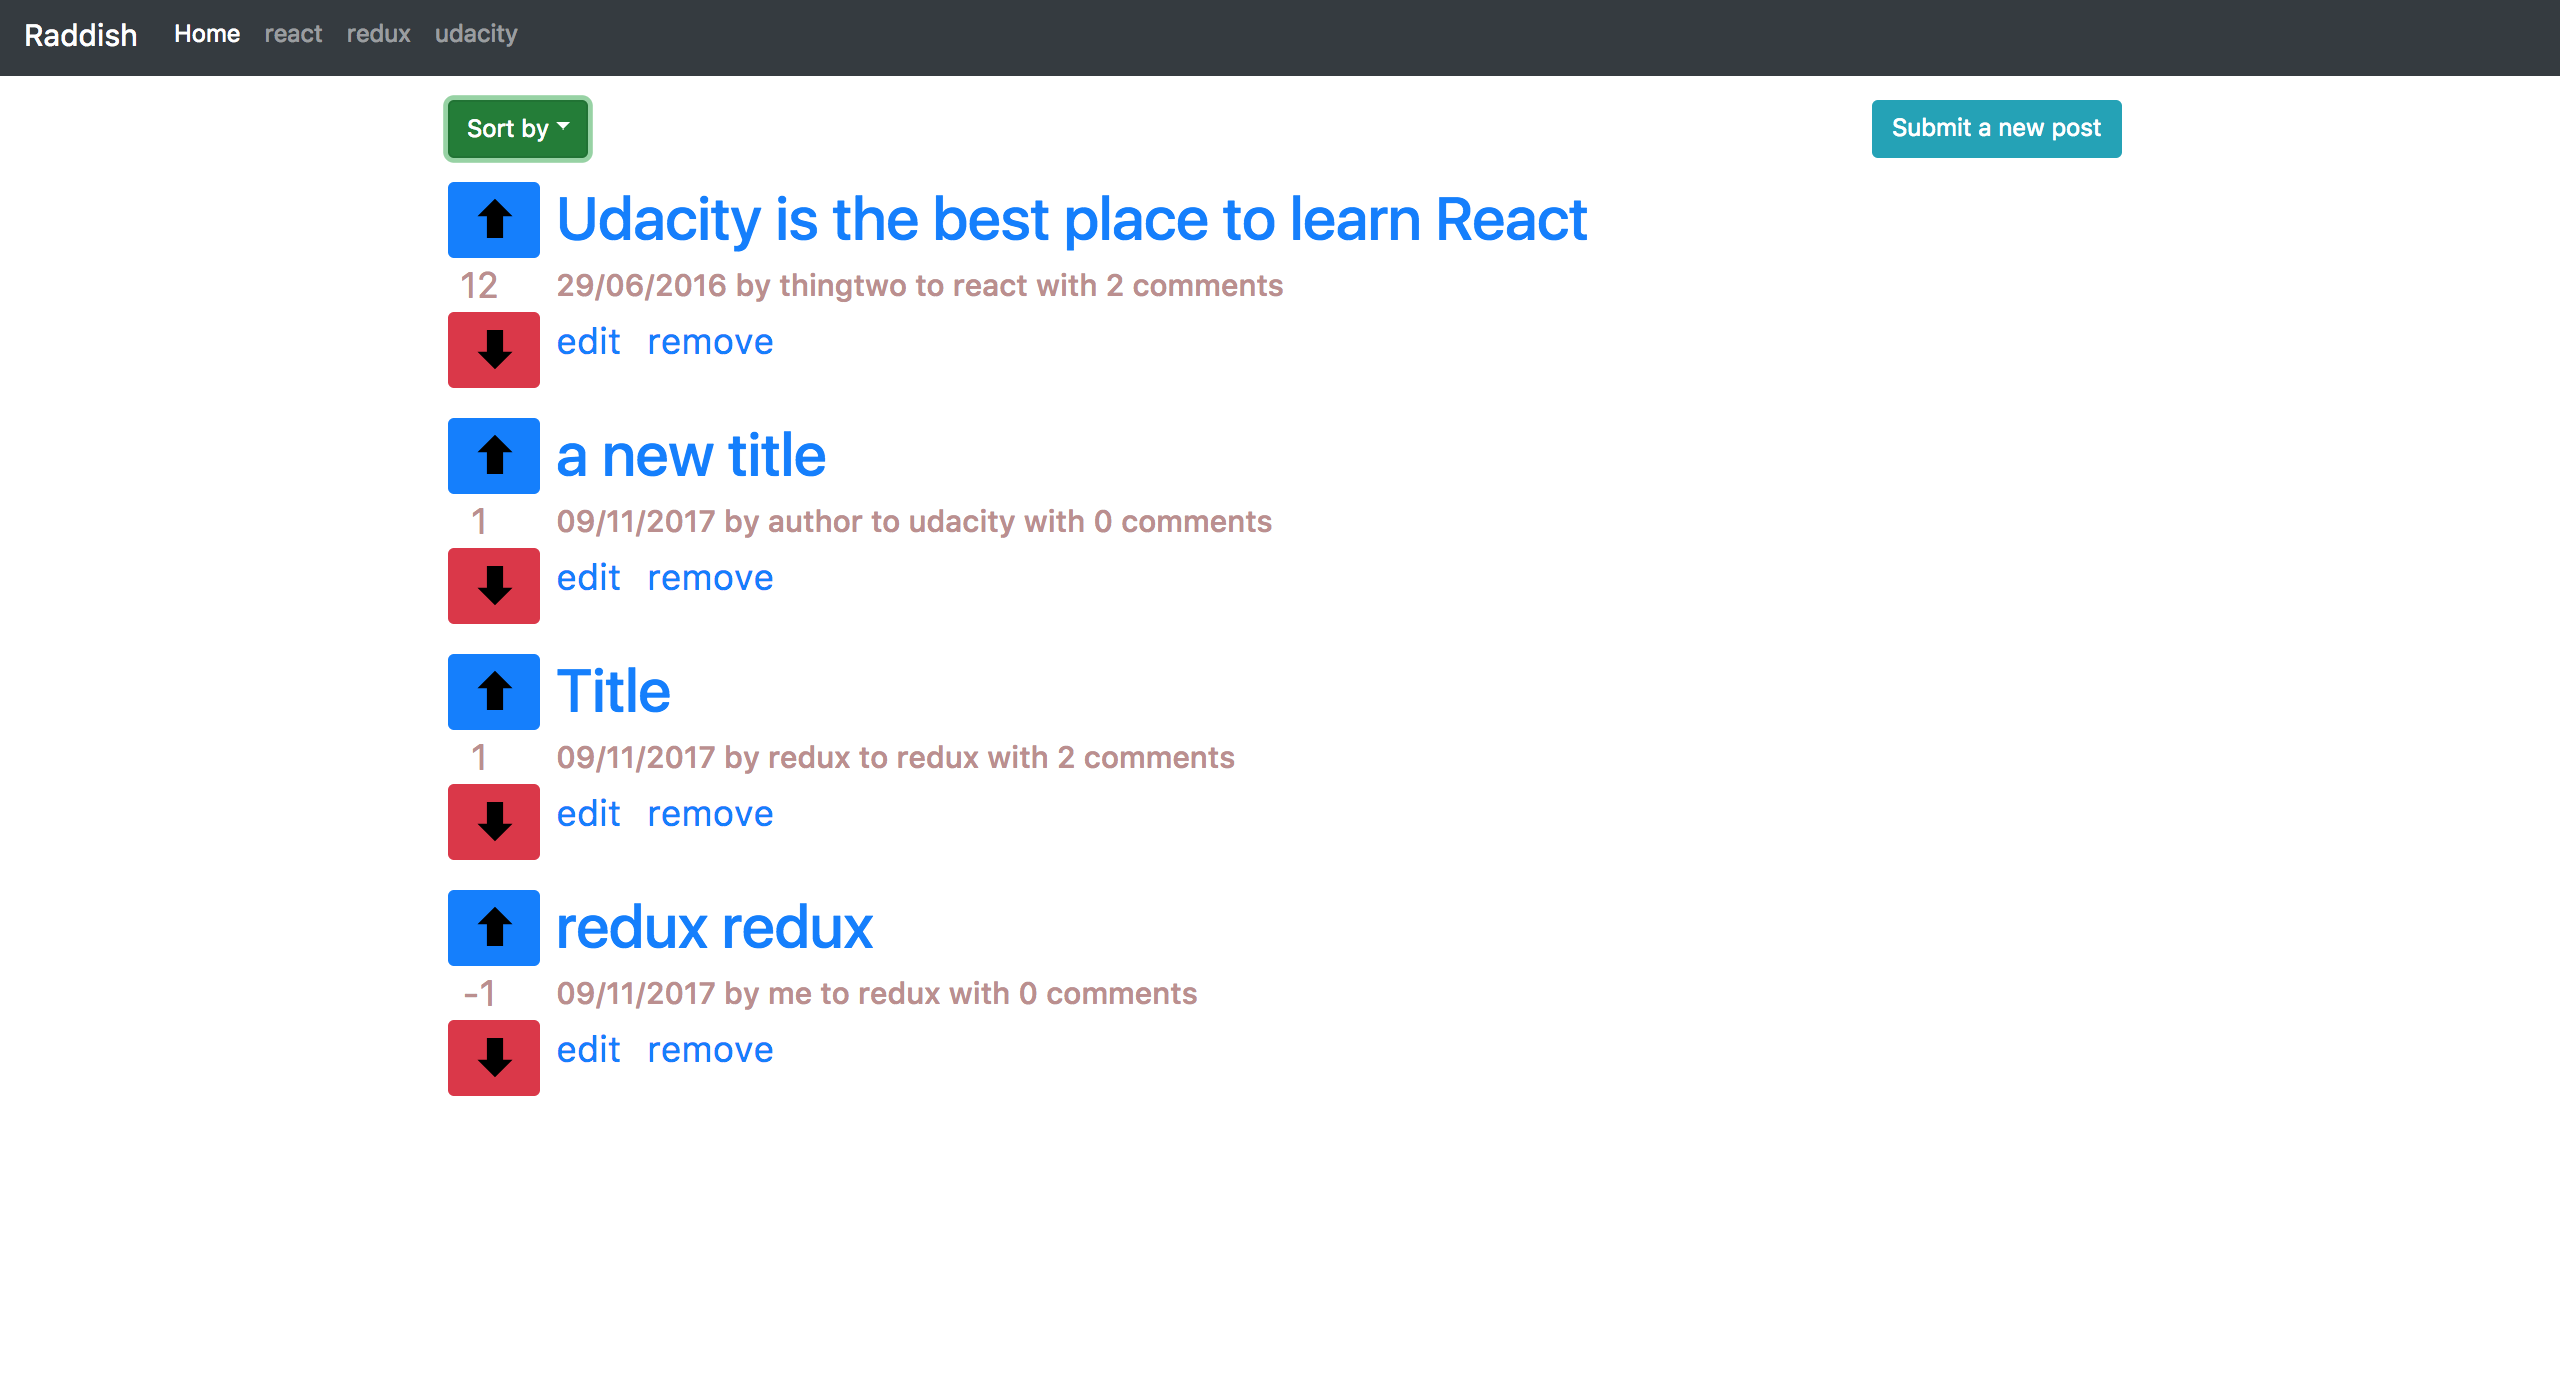 Raddish Home react redux udacity
Sort by Submit a new post
Udacity is the best place to learn React
12 29/06/2016 by thingtwo to react with 2 comments
edit remove
a new title
1 09/11/2017 by author to udacity with 0 comments
edit remove
Title
1 09/11/2017 by redux to redux with 2 comments
edit remove
redux redux
-1 09/11/2017 by me to redux with 0 comments
edit remove